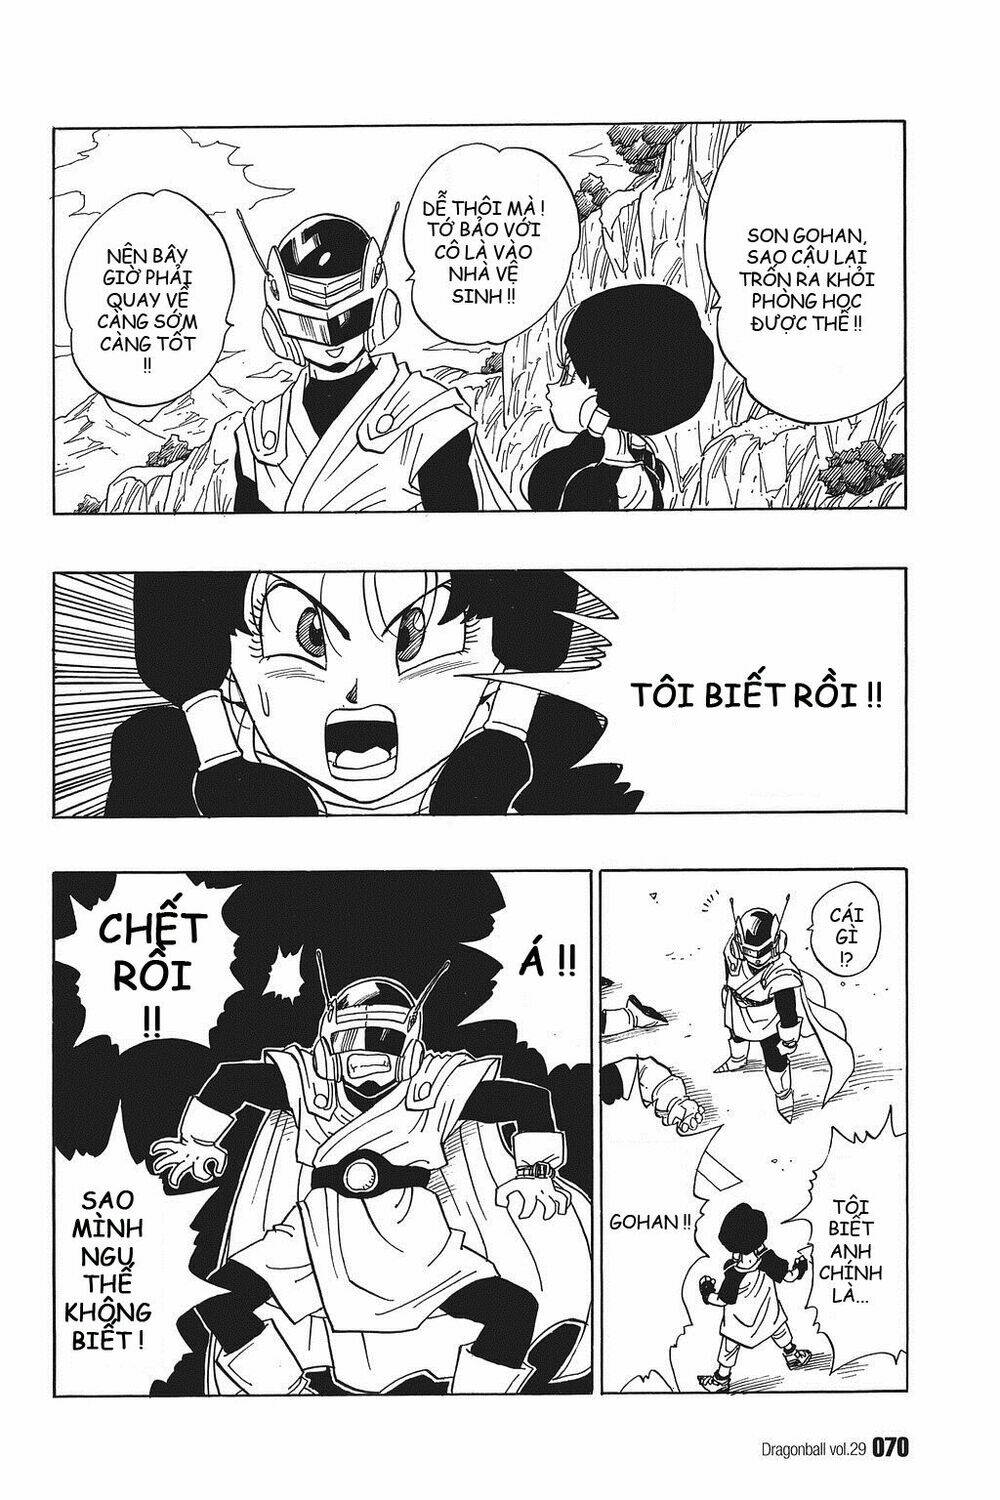 SON GOHAN,
SAO CẬU LẠI
TRỐN RA KHỎI
PHÒNG HỌC
ĐƯỢC THẾ !!
DỄ THÔI MÀ !
TỚ BẢO VỚI
CÔ LÀ VÀO
NHÀ VỆ
SINH !!
NÊN BÂY
GIỜ PHẢI
QUAY VỀ
CÀNG SỚM
CÀNG TỐT
!!
TÔI BIẾT RỒI !!
CÁI
GÌ
!?
TÔI
BIẾT
ANH
CHÍNH
LÀ...
GOHAN !!
Á !!
CHẾT
RỒI
!!
SAO
MÌNH
NGU
THẾ
KHÔNG
BIẾT !
Dragonball vol.29 070